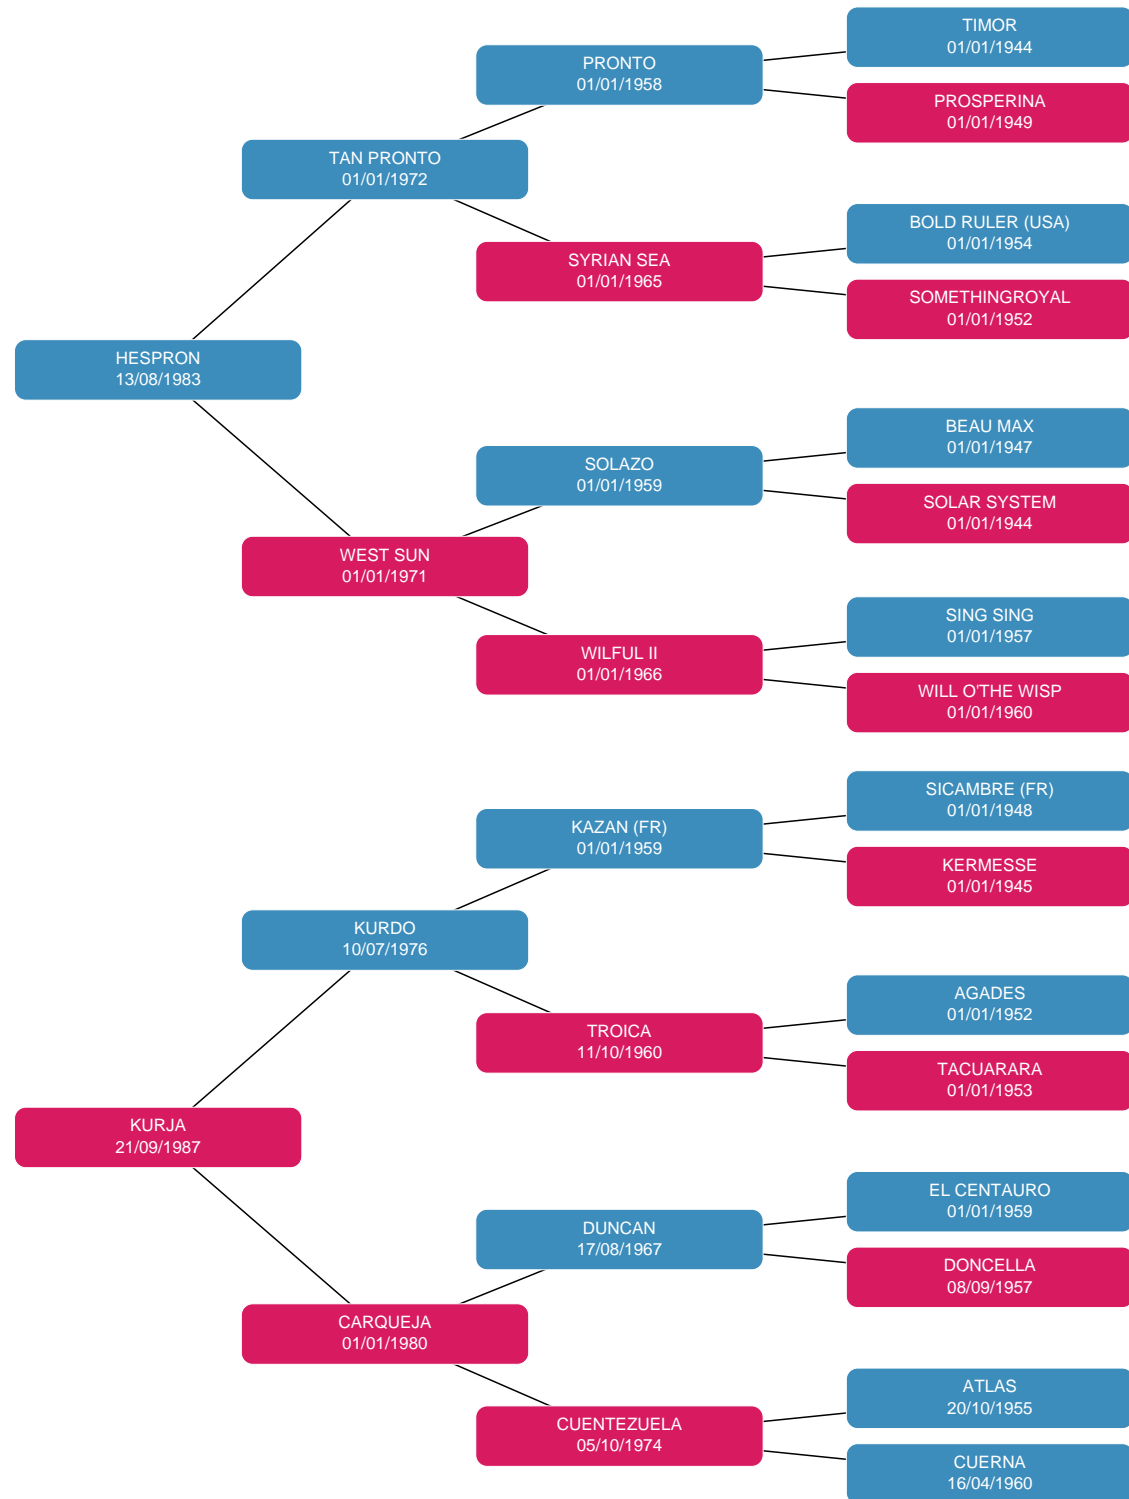 TIMOR
01/01/1944
PRONTO
01/01/1958
PROSPERINA
01/01/1949
TAN PRONTO
01/01/1972
BOLD RULER (USA)
01/01/1954
SYRIAN SEA
01/01/1965
SOMETHINGROYAL
01/01/1952
HESPRON
13/08/1983
BEAU MAX
01/01/1947
SOLAZO
01/01/1959
SOLAR SYSTEM
01/01/1944
WEST SUN
01/01/1971
SING SING
01/01/1957
WILFUL II
01/01/1966
WILL O'THE WISP
01/01/1960
SICAMBRE (FR)
01/01/1948
KAZAN (FR)
01/01/1959
KERMESSE
01/01/1945
KURDO
10/07/1976
AGADES
01/01/1952
TROICA
11/10/1960
TACUARARA
01/01/1953
KURJA
21/09/1987
EL CENTAURO
01/01/1959
DUNCAN
17/08/1967
DONCELLA
08/09/1957
CARQUEJA
01/01/1980
ATLAS
20/10/1955
CUENTEZUELA
05/10/1974
CUERNA
16/04/1960